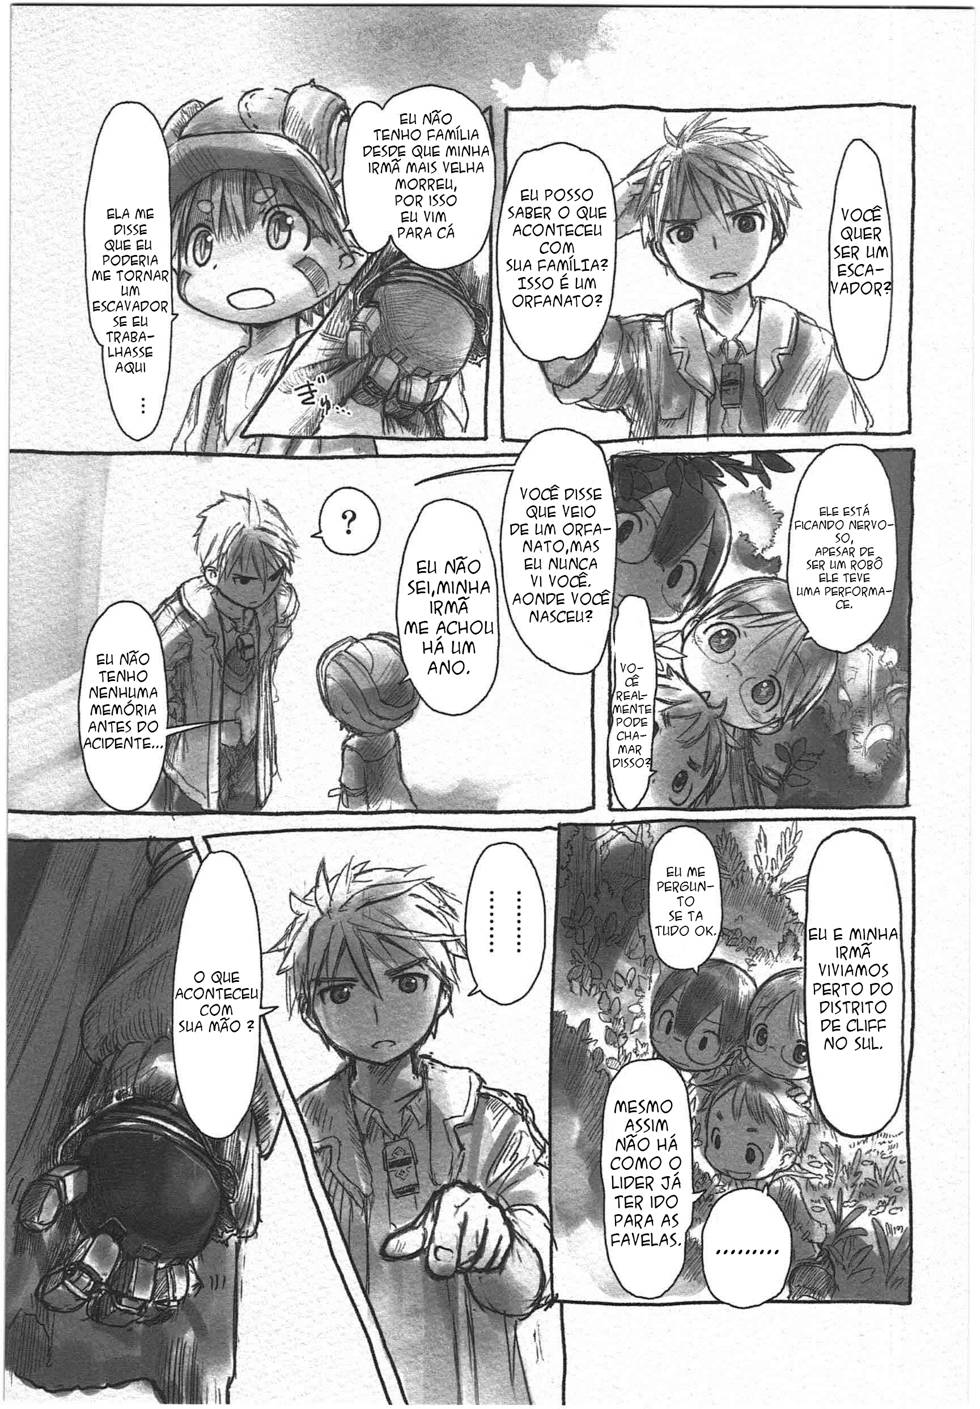 VOCÊ
QUER
SER UM
ESCA-
VADOR?
EU POSSO
SABER O QUE
ACONTECEU
COM
SUA FAMÍLIA?
ISSO É UM
ORFANATO?
EU NÃO
TENHO FAMÍLIA
DESDE QUE MINHA
IRMÃ MAIS VELHA
MORREU,
POR ISSO
EU VIM
PARA CÁ
ELA ME
DISSE
QUE EU
PODERIA
ME TORNAR
UM
ESCAVADOR
SE EU
TRABA-
LHASSE
AQUI
...
ELE ESTÁ
FICANDO NERVO-
SO,
APESAR DE
SER UM ROBÔ
ELE TEVE
UMA PERFORMA-
CE.
VO-
CÊ
REAL-
MENTE
PODE
CHA-
MAR
DISSO?
VOCÊ DISSE
QUE VEIO
DE UM ORFA-
NATO,MAS
EU NUNCA
VI VOCÊ.
AONDE VOCÊ
NASCEU?
EU NÃO
SEI,MINHA
IRMÃ
ME ACHOU
HÁ UM
ANO.
?
EU NÃO
TENHO
NENHUMA
MEMÓRIA
ANTES DO
ACIDENTE...
EU E MINHA
IRMÃ
VIVIAMOS
PERTO DO
DISTRITO
DE CLIFF
NO SUL.
EU ME
PERGUN-
TO
SE TA
TUDO OK.
MESMO
ASSIM
NÃO HÁ
COMO O
LIDER JÁ
TER IDO
PARA AS
FAVELAS.
..........
..........
O QUE
ACONTECEU
COM
SUA MÃO ?